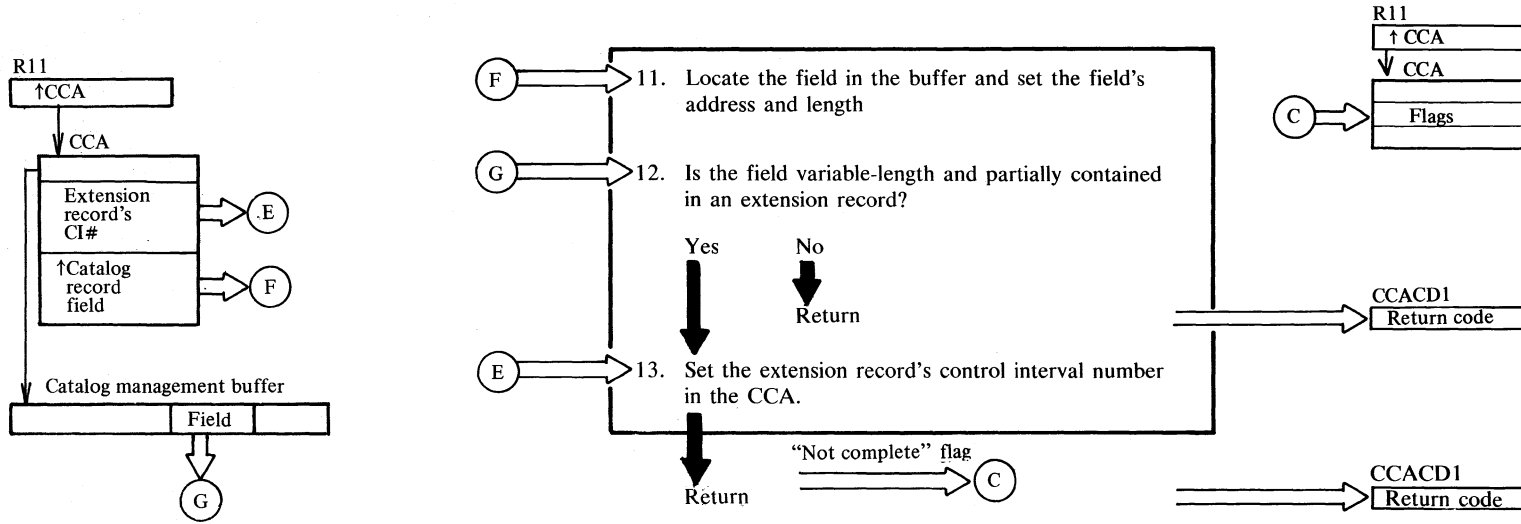 R11
↑CCA
CCA
Extension
record's
CI#
E
↑Catalog
record
field
F
Catalog management buffer
Field
G
F
11. Locate the field in the buffer and set the field's
address and length
G
12. Is the field variable-length and partially contained
in an extension record?
Yes No
Return
E
13. Set the extension record's control interval number
in the CCA.
"Not complete" flag
C
Return
R11
↑ CCA
CCA
C
Flags
CCACD1
Return code
CCACD1
Return code